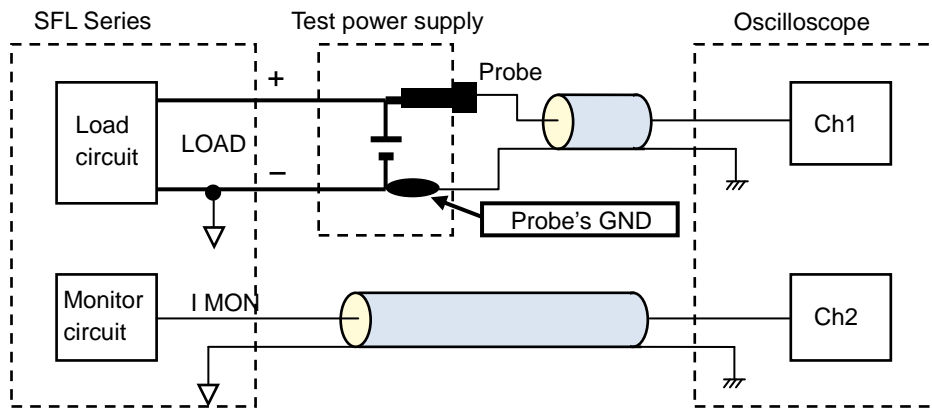 SFL Series
Test power supply
Oscilloscope
+
Probe
Load
circuit
LOAD
Ch1
−
Probe's GND
Monitor
circuit
I MON
Ch2